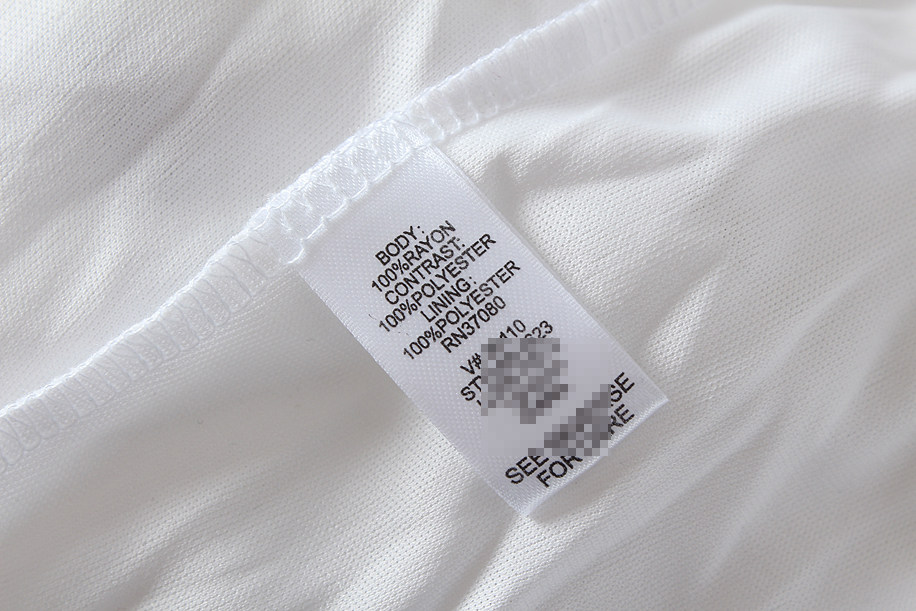 BODY:
100%RAYON
CONTRAST:
100%POLYESTER
LINING:
100%POLYESTER
RN37080
V#
SEE
FOR